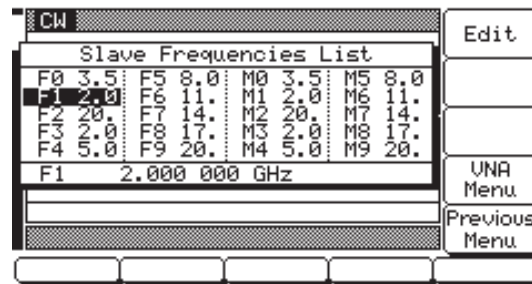 CW
Slave Frequencies List
F0 3.5 F5 8.0 M0 3.5 M5 8.0
F1 2.0 F6 11. M1 2.0 M6 11.
F2 20. F7 14. M2 20. M7 14.
F3 2.0 F8 17. M3 2.0 M8 17.
F4 5.0 F9 20. M4 5.0 M9 20.
F1 2.000 000 GHz
Edit
VNA
Menu
Previous
Menu